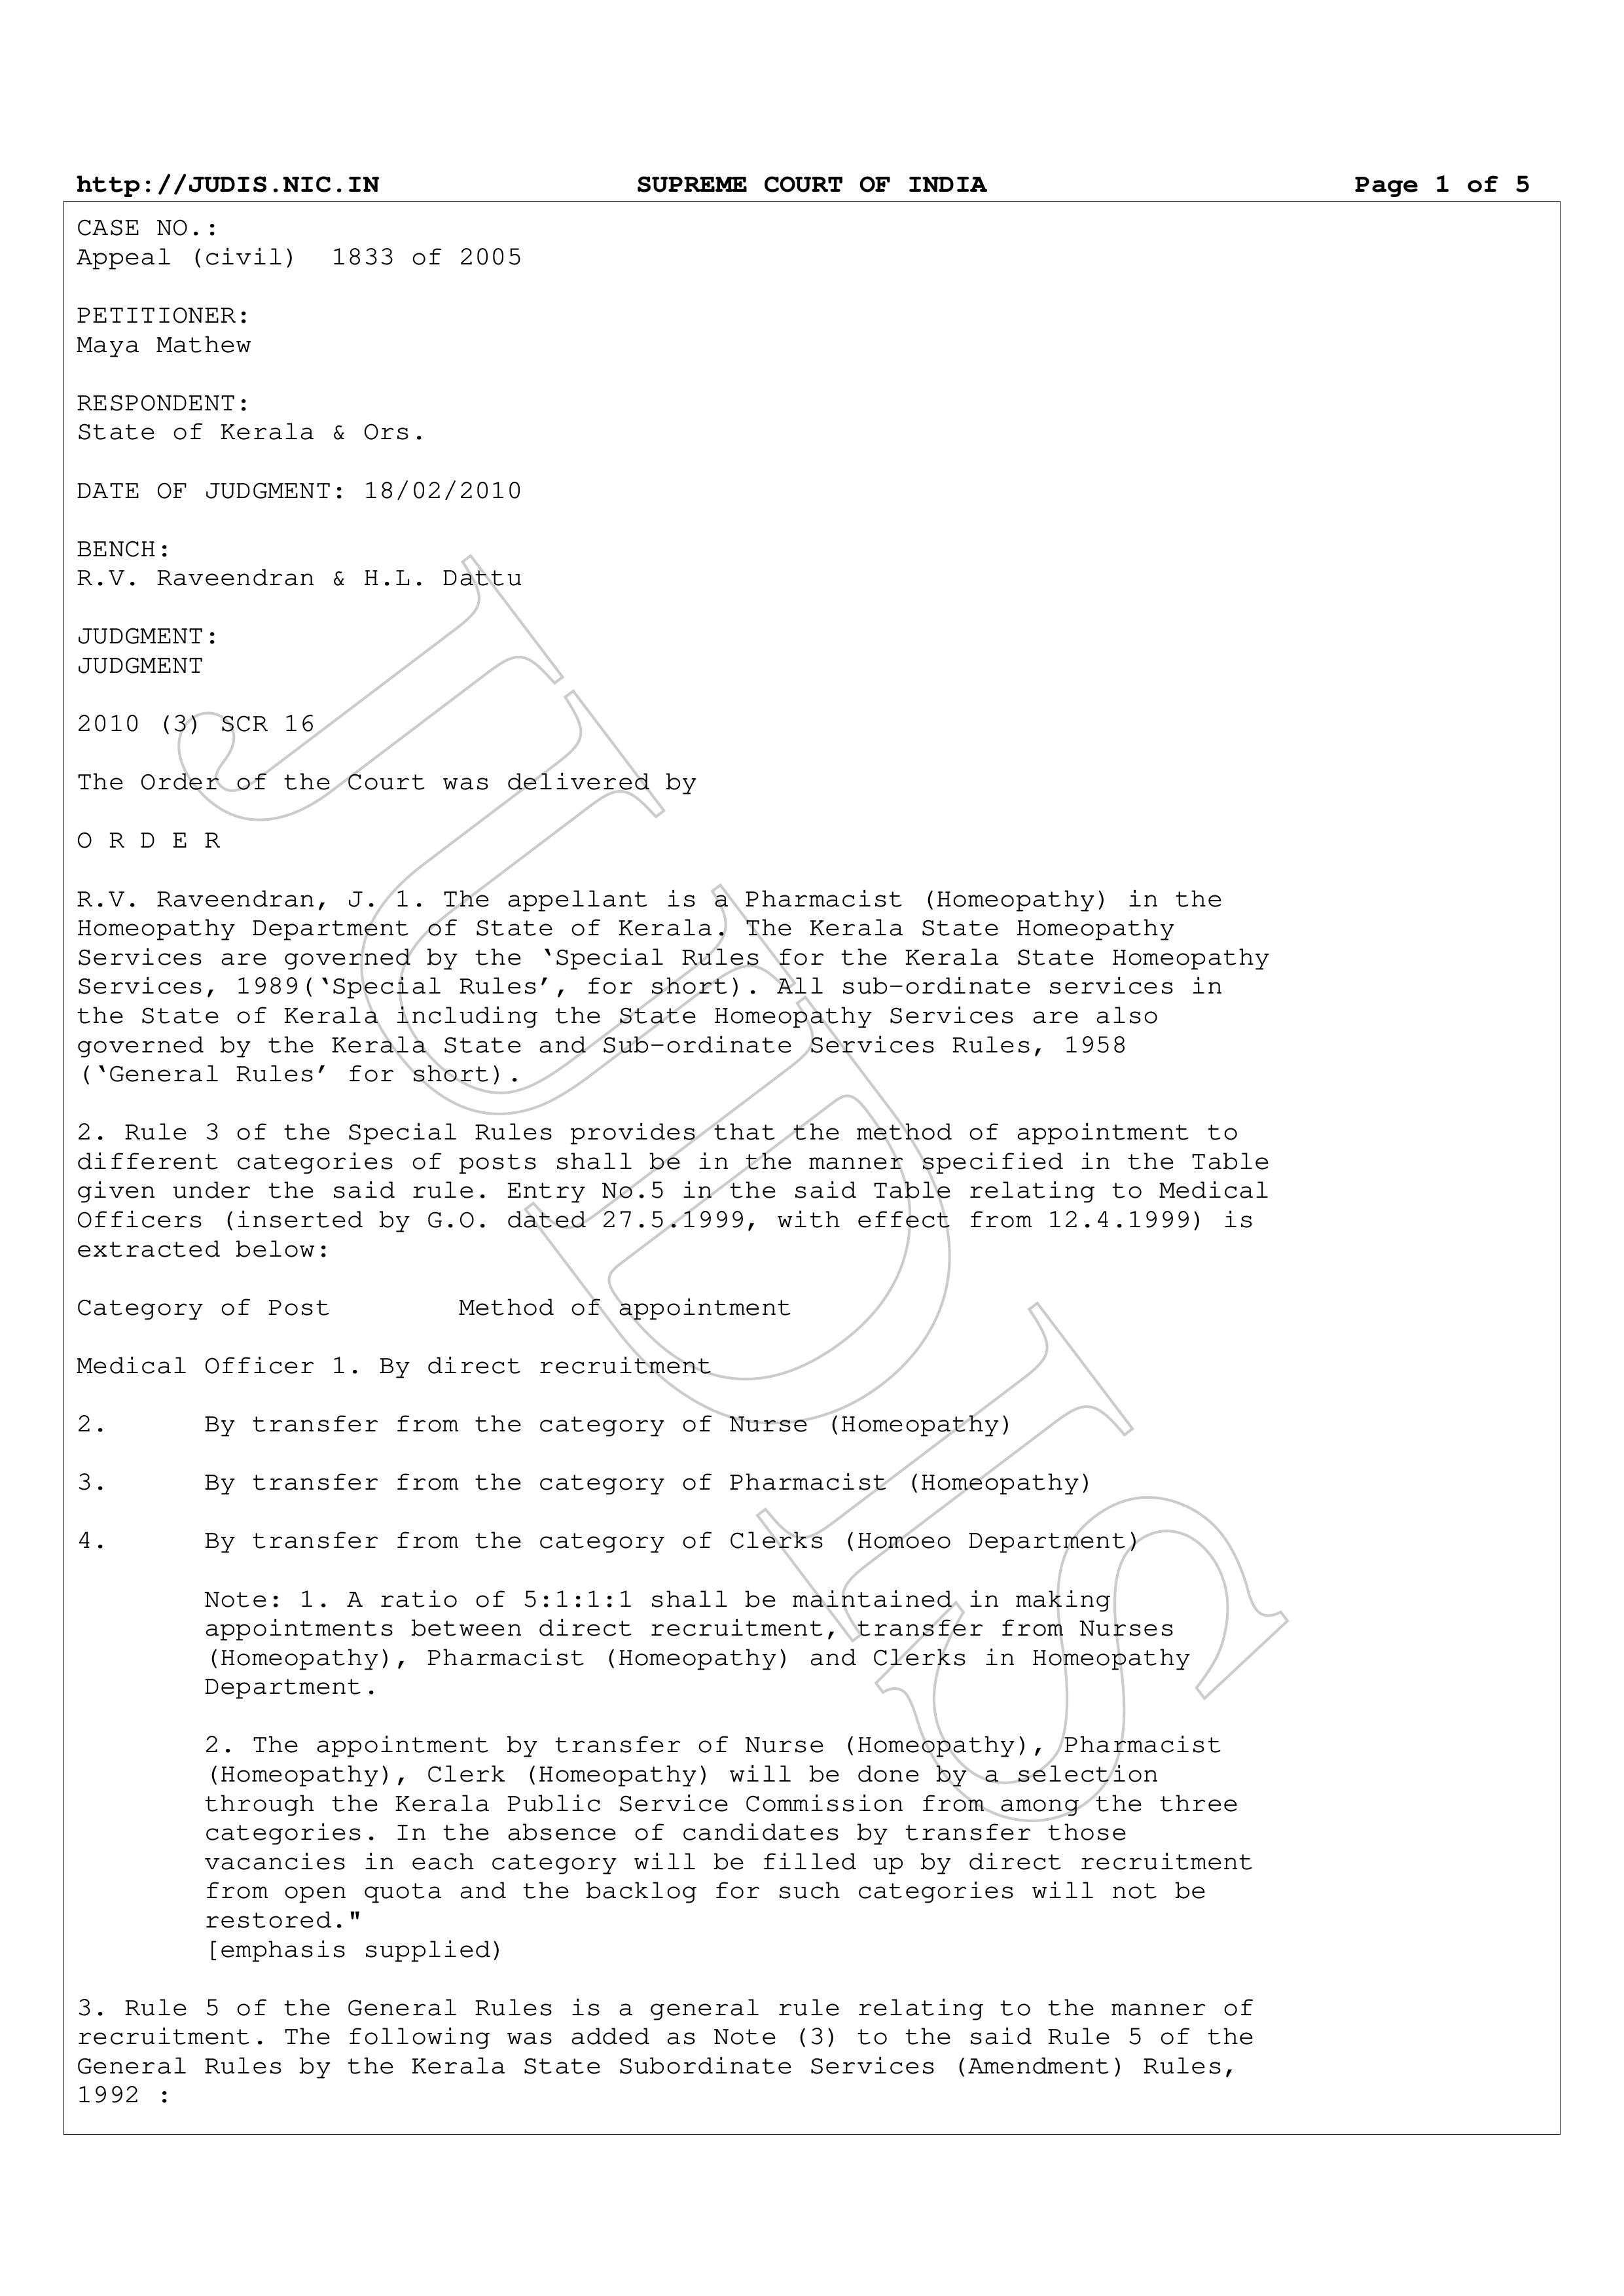 http://JUDIS.NIC.IN SUPREME COURT OF INDIA Page 1 of 5
CASE NO.:
Appeal (civil) 1833 of 2005
PETITIONER:
Maya Mathew
RESPONDENT:
State of Kerala & Ors.
DATE OF JUDGMENT: 18/02/2010
BENCH:
R.V. Raveendran & H.L. Dattu
JUDGMENT:
JUDGMENT
2010 (3) SCR 16
The Order of the Court was delivered by
O R D E R
R.V. Raveendran, J. 1. The appellant is a Pharmacist (Homeopathy) in the
Homeopathy Department of State of Kerala. The Kerala State Homeopathy
Services are governed by the ‘Special Rules for the Kerala State Homeopathy
Services, 1989(‘Special Rules’, for short). All sub-ordinate services in
the State of Kerala including the State Homeopathy Services are also
governed by the Kerala State and Sub-ordinate Services Rules, 1958
(‘General Rules’ for short).
2. Rule 3 of the Special Rules provides that the method of appointment to
different categories of posts shall be in the manner specified in the Table
given under the said rule. Entry No.5 in the said Table relating to Medical
Officers (inserted by G.O. dated 27.5.1999, with effect from 12.4.1999) is
extracted below:
Category of Post Method of appointment
Medical Officer 1. By direct recruitment
2. By transfer from the category of Nurse (Homeopathy)
3. By transfer from the category of Pharmacist (Homeopathy)
4. By transfer from the category of Clerks (Homoeo Department)
Note: 1. A ratio of 5:1:1:1 shall be maintained in making
appointments between direct recruitment, transfer from Nurses
(Homeopathy), Pharmacist (Homeopathy) and Clerks in Homeopathy
Department.
2. The appointment by transfer of Nurse (Homeopathy), Pharmacist
(Homeopathy), Clerk (Homeopathy) will be done by a selection
through the Kerala Public Service Commission from among the three
categories. In the absence of candidates by transfer those
vacancies in each category will be filled up by direct recruitment
from open quota and the backlog for such categories will not be
restored."
[emphasis supplied)
3. Rule 5 of the General Rules is a general rule relating to the manner of
recruitment. The following was added as Note (3) to the said Rule 5 of the
General Rules by the Kerala State Subordinate Services (Amendment) Rules,
1992 :
JUDIS